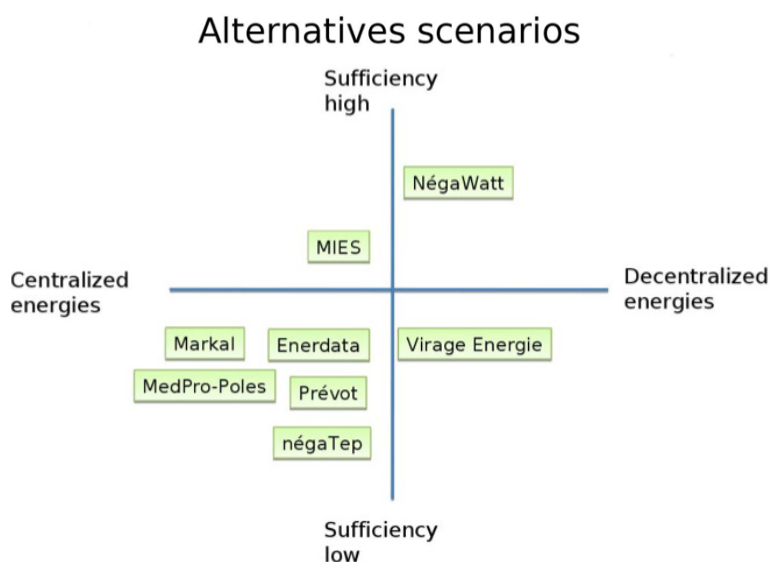 Alternatives scenarios
Sufficiency
high
NégaWatt
MIES
Centralized
energies
Decentralized
energies
Markal
Enerdata
Virage Energie
MedPro-Poles
Prévot
négaTep
Sufficiency
low